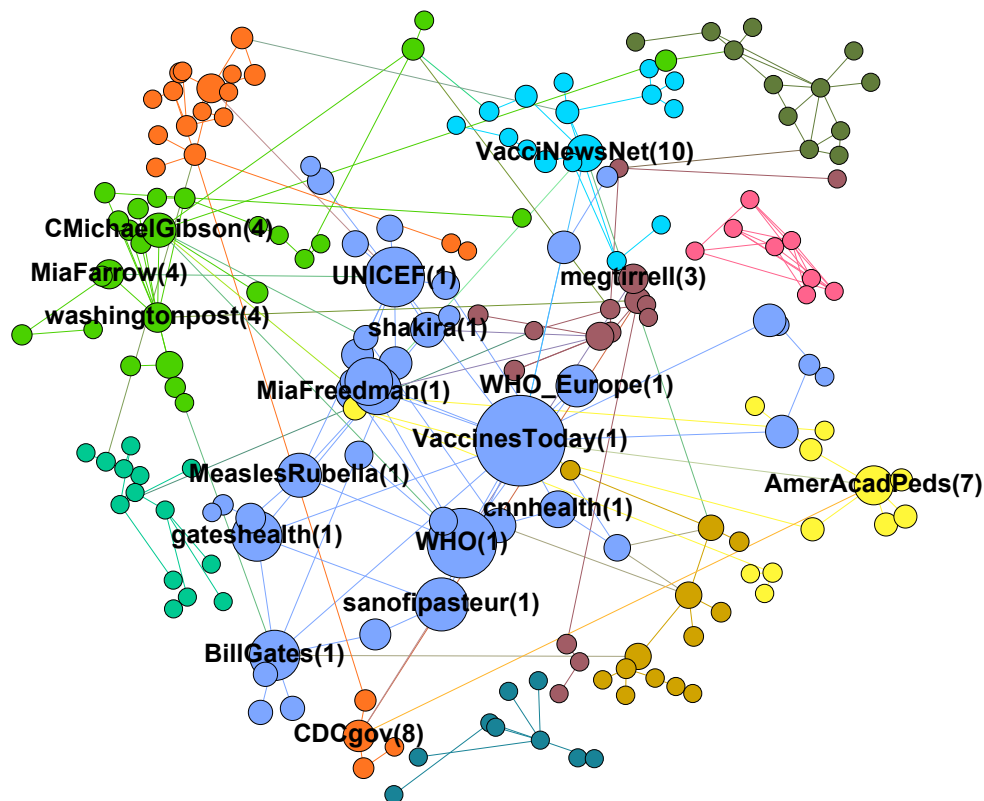 VacciNewsNet(10)
CMichaelGibson(4)
MiaFarrow(4)
UNICEF(1)
megtirrell(3)
washingtonpost(4)
shakira(1)
MiaFreedman(1)
WHO_Europe(1)
VaccinesToday(1)
MeaslesRubella(1)
AmerAcadPeds(7)
cnnhealth(1)
gateshealth(1)
WHO(1)
sanofipasteur(1)
BillGates(1)
CDCgov(8)